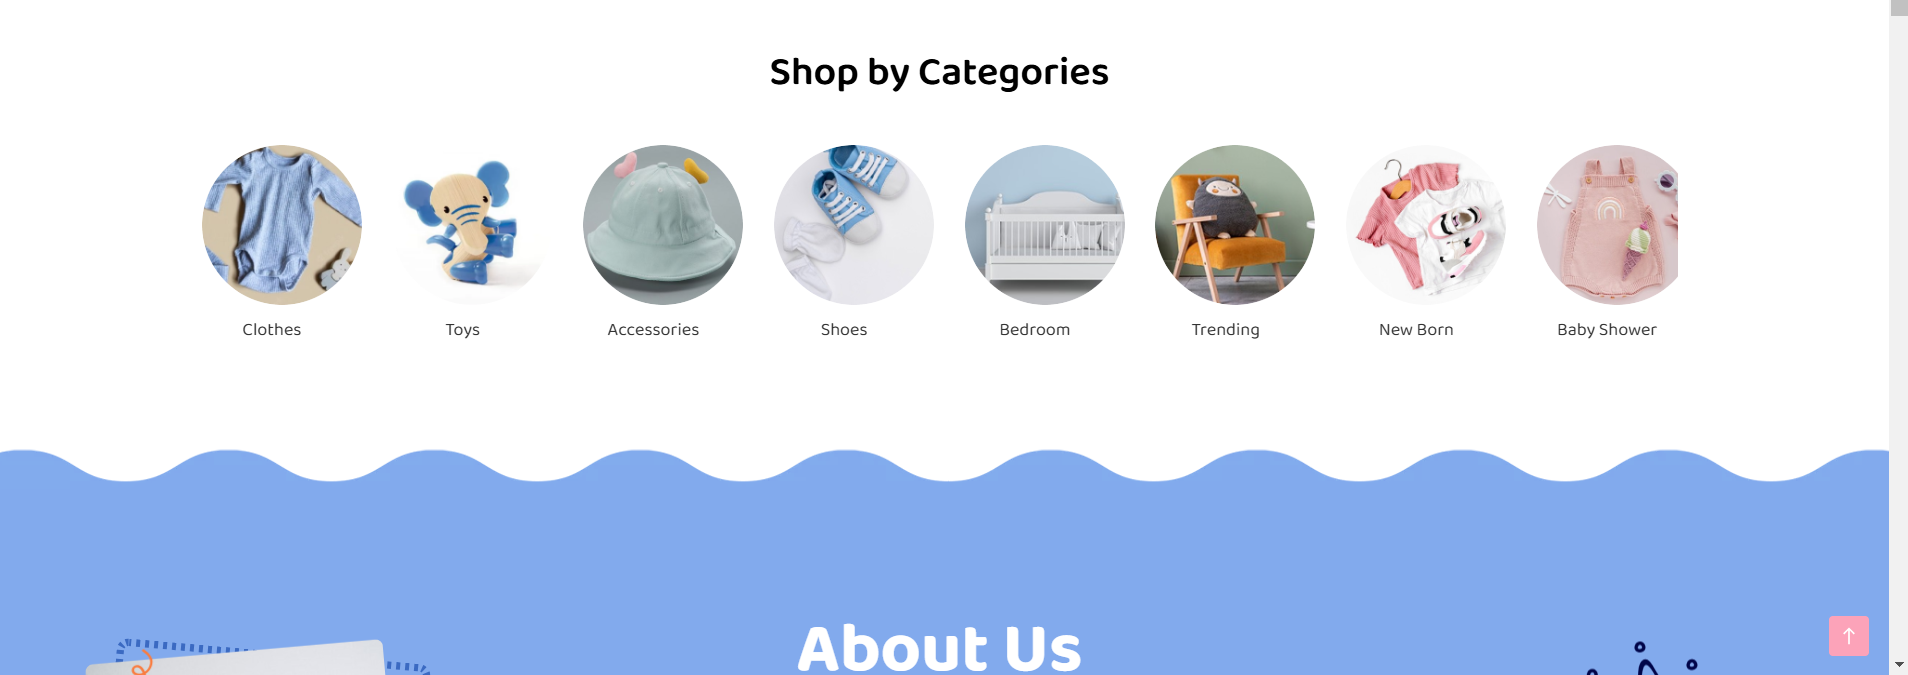 Shop by Categories
Clothes
Toys
Accessories
Shoes
Bedroom
Trending
New Born
Baby Shower
About Us